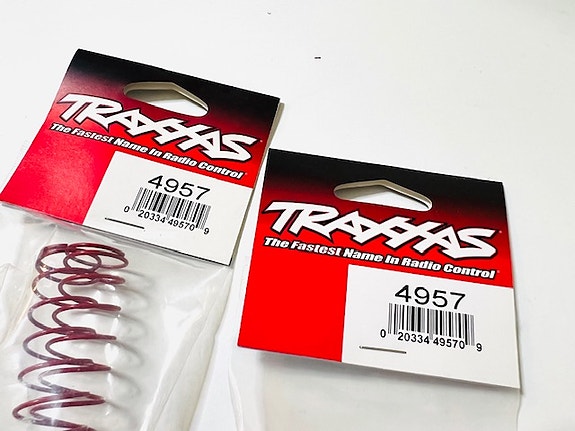 TRAXXAS
The Fastest Name In Radio Control
4957
0 20334 49570 9
TRAXXAS
The Fastest Name In Radio Control
4957
0 20334 49570 9